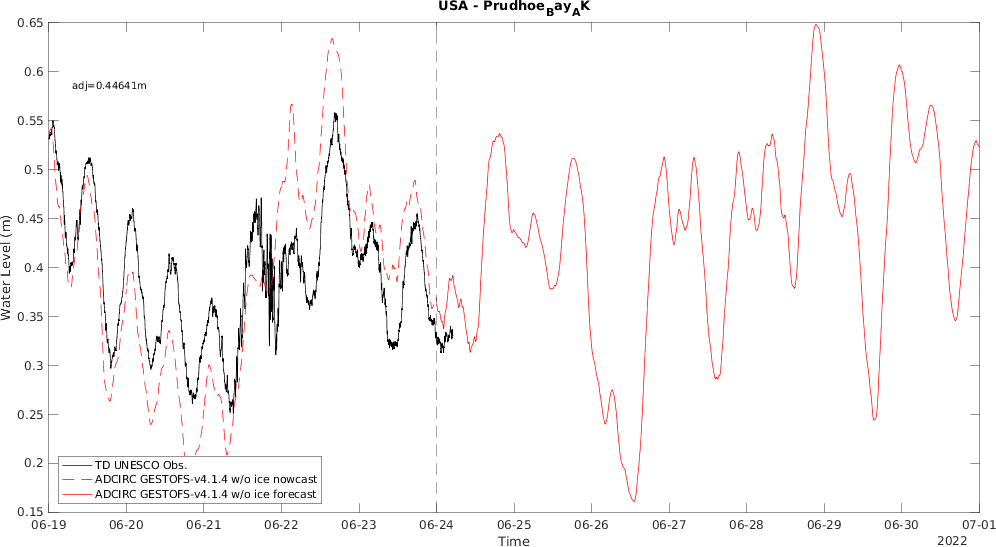 USA - Prudhoe_Bay_AK
0.65
0.6
0.55
0.5
0.45
0.4
0.35
0.3
0.25
0.2
0.15
adj=0.44641m
Water Level (m)
TD UNESCO Obs.
ADCIRC GESTOFS-v4.1.4 w/o ice nowcast
ADCIRC GESTOFS-v4.1.4 w/o ice forecast
06-19 06-20 06-21 06-22 06-23 06-24 06-25 06-26 06-27 06-28 06-29 06-30 07-01
Time
2022